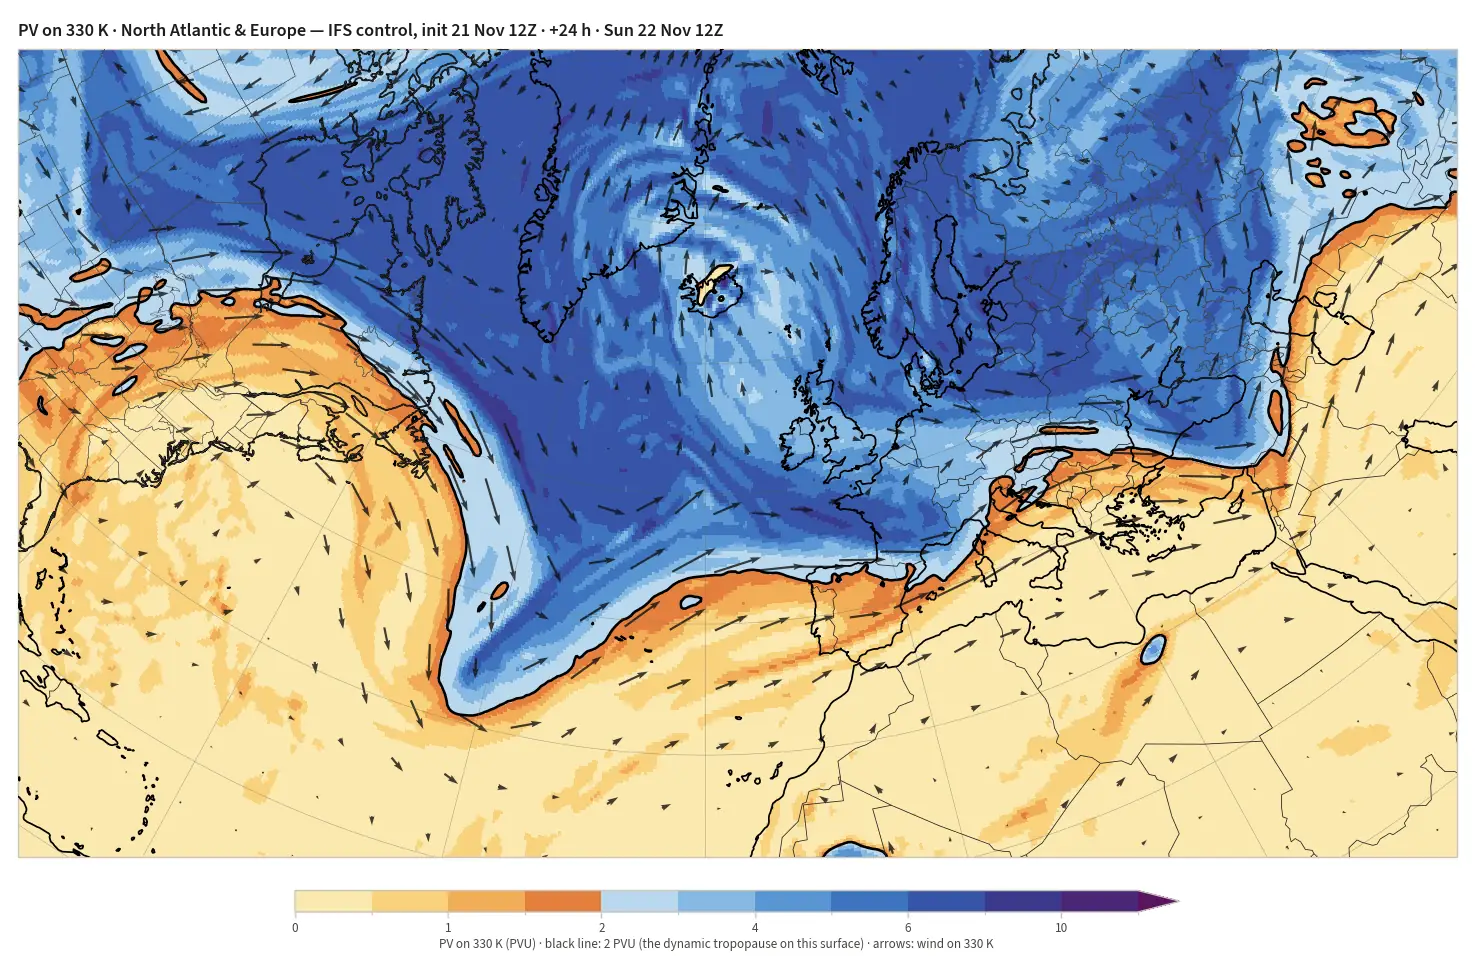 PV on 330 K · North Atlantic & Europe — IFS control, init 21 Nov 12Z · +24 h · Sun 22 Nov 12Z
0 1 2 4 6 10
PV on 330 K (PVU) · black line: 2 PVU (the dynamic tropopause on this surface) · arrows: wind on 330 K